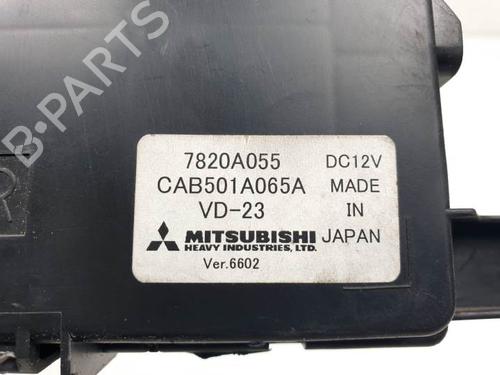 7820A055 DC12V
CAB501A065A MADE
VD-23 IN
MITSUBISHI JAPAN
HEAVY INDUSTRIES, LTD.
Ver.6602
B-PARTS
R